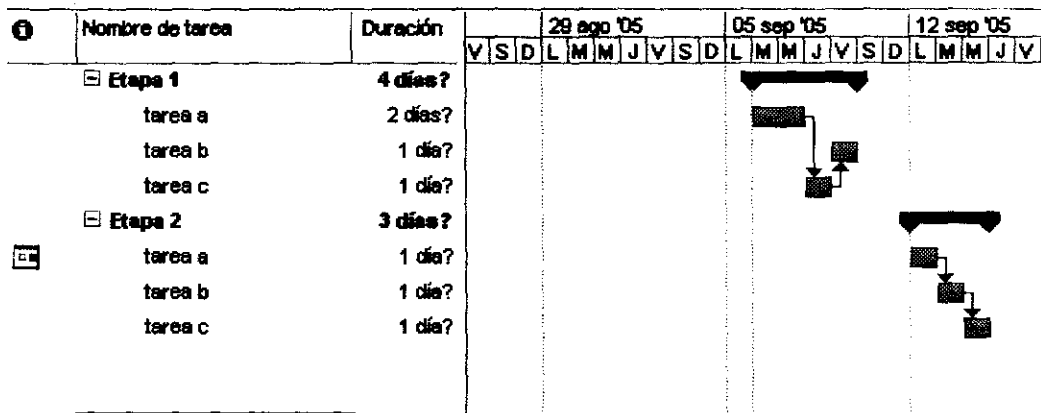 Nombre de tarea Duración 29 ago '05 05 sep '05 12 sep '05
V S D L M M J V S D L M M J V S D L M M J V
Etapa 1 4 días?
tarea a 2 días?
tarea b 1 día?
tarea c 1 día?
Etapa 2 3 días?
tarea a 1 día?
tarea b 1 día?
tarea c 1 día?